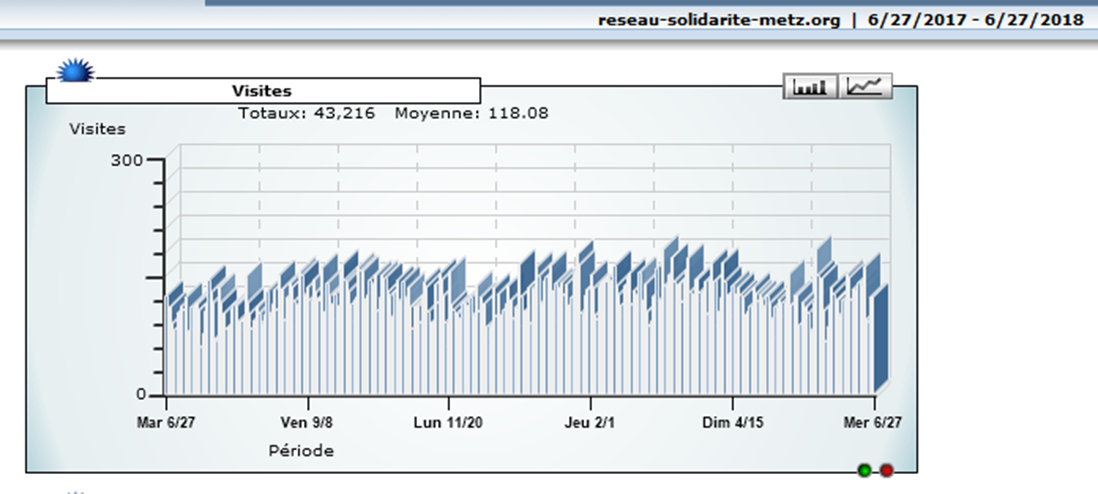 reseau-solidarite-metz.org | 6/27/2017 - 6/27/2018
Visites
Totaux: 43,216 Moyenne: 118.08
Visites
300
0
Mar 6/27 Ven 9/8 Lun 11/20 Jeu 2/1 Dim 4/15 Mer 6/27
Période